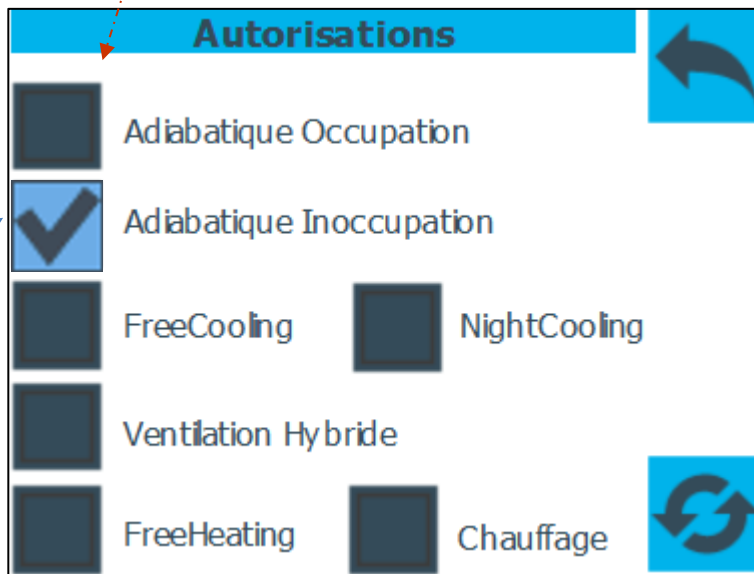 Autorisations
Adiabatique Occupation
Adiabatique Inoccupation
FreeCooling NightCooling
Ventilation Hybride
FreeHeating Chauffage